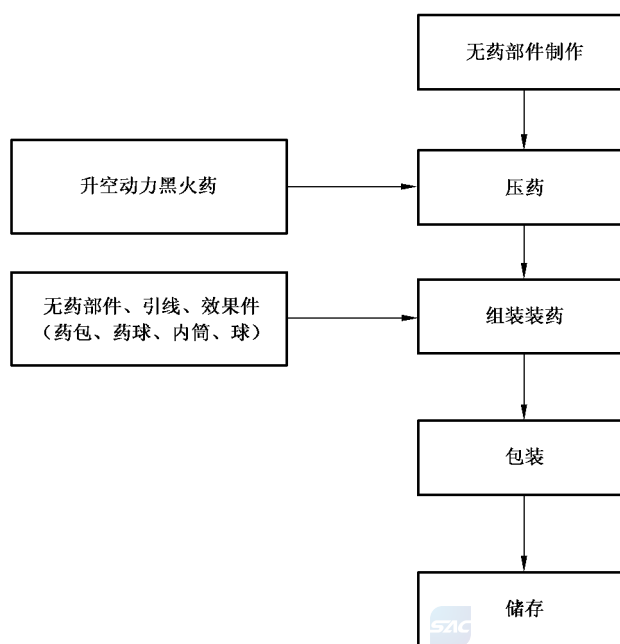 无药部件制作
升空动力黑火药
压药
无药部件、引线、效果件
（药包、药球、内筒、球）
组装装药
包装
储存
SAC